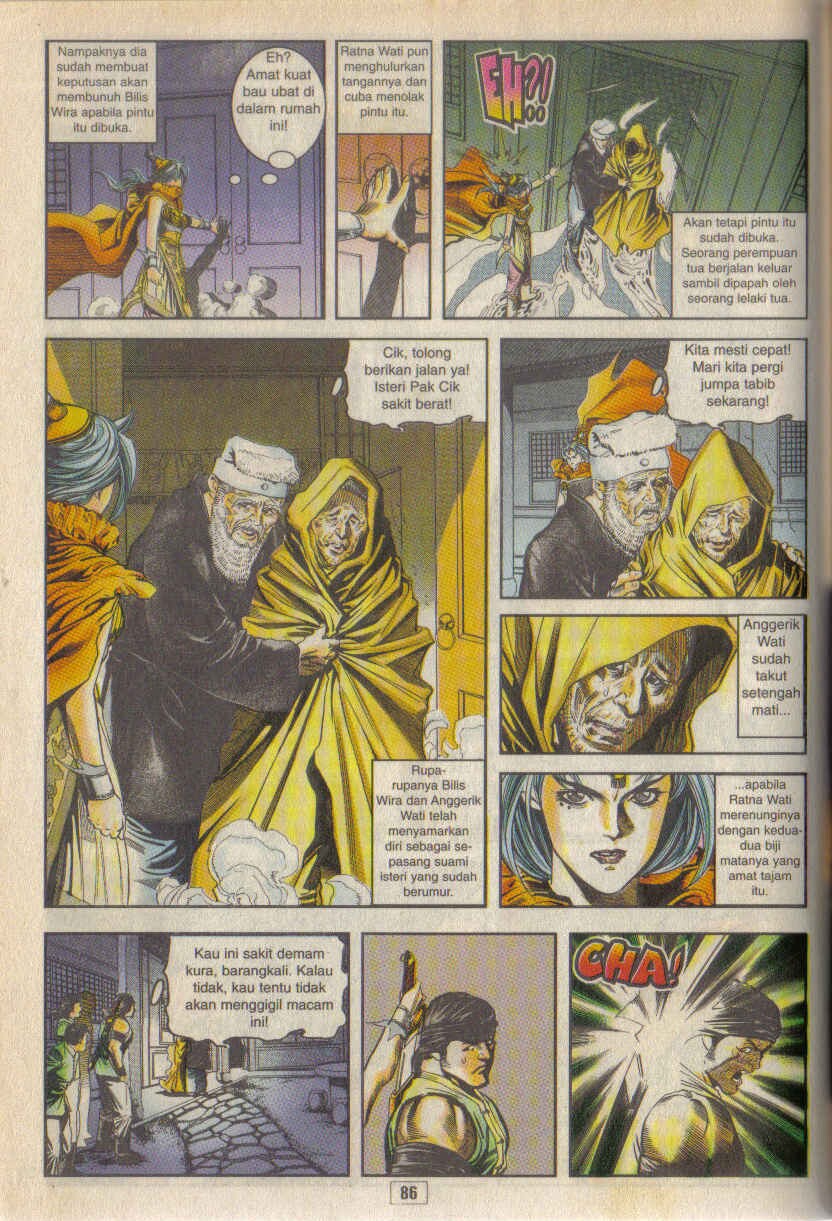 Nampaknya dia
sudah membuat
keputusan akan
membunuh Bilis
Wira apabila pintu
itu dibuka.
Eh?
Amat kuat
bau ubat di
dalam rumah
ini!
Ratna Wati pun
menghulurkan
tangannya dan
cuba menolak
pintu itu.
EH?!
Akan tetapi pintu itu
sudah dibuka.
Seorang perempuan
tua berjalan keluar
sambil dipapah oleh
seorang lelaki tua.
Cik, tolong
berikan jalan ya!
Isteri Pak Cik
sakit berat!
Rupa-
rupanya Bilis
Wira dan Anggerik
Wati telah
menyamarkan
diri sebagai se-
pasang suami
isteri yang sudah
berumur.
Kita mesti cepat!
Mari kita pergi
jumpa tabib
sekarang!
Anggerik
Wati
sudah
takut
setengah
mati...
...apabila
Ratna Wati
merenunginya
dengan kedua-
dua biji
matanya yang
amat tajam
itu.
Kau ini sakit demam
kura, barangkali. Kalau
tidak, kau tentu tidak
akan menggigil macam
ini!
CHA!
86